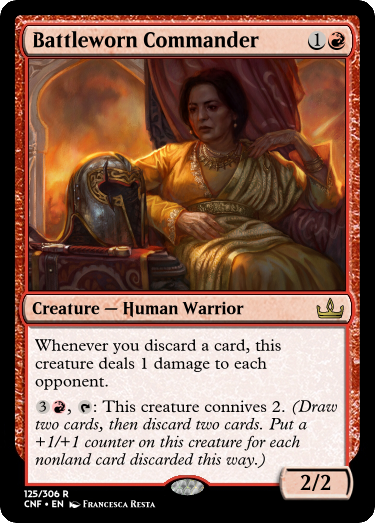 Battleworn Commander 1
Creature — Human Warrior
Whenever you discard a card, this
creature deals 1 damage to each
opponent.
3 , : This creature connives 2. (Draw
two cards, then discard two cards. Put a
+1/+1 counter on this creature for each
nonland card discarded this way.)
2/2
125/306 R
CNF • EN Francesca Resta